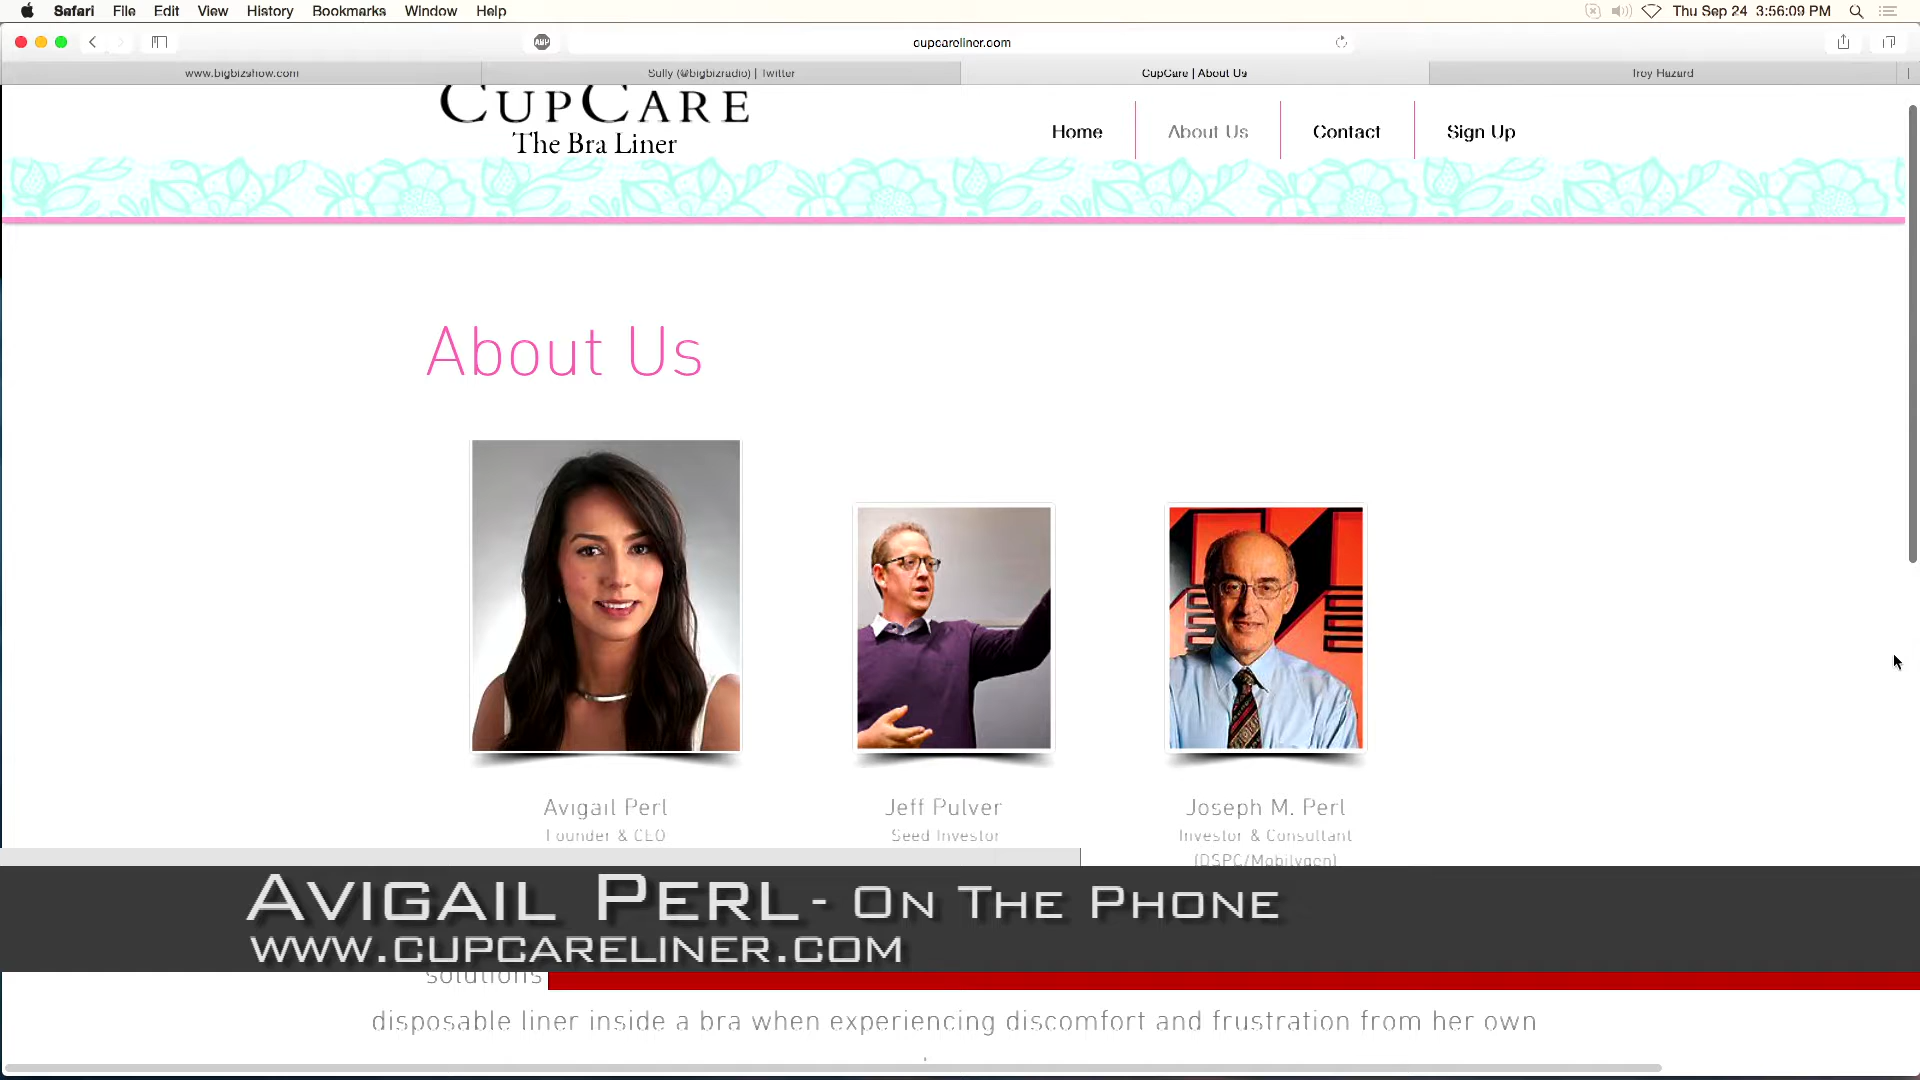 Safari File Edit View History Bookmarks Window Help Thu Sep 24 3:56:09 PM
ABP cupcareliner.com
www.bigbizshow.com Sully (@bigbizradio) | Twitter CupCare | About Us Troy Hazard
CUPCARE
The Bra Liner
Home About Us Contact Sign Up
About Us
Avigail Perl Jeff Pulver Joseph M. Perl
Founder & CEO Seed Investor Investor & Consultant
(DSPC/Mobilygen)
AVIGAIL PERL - ON THE PHONE
WWW.CUPCARELINER.COM
solutions
disposable liner inside a bra when experiencing discomfort and frustration from her own